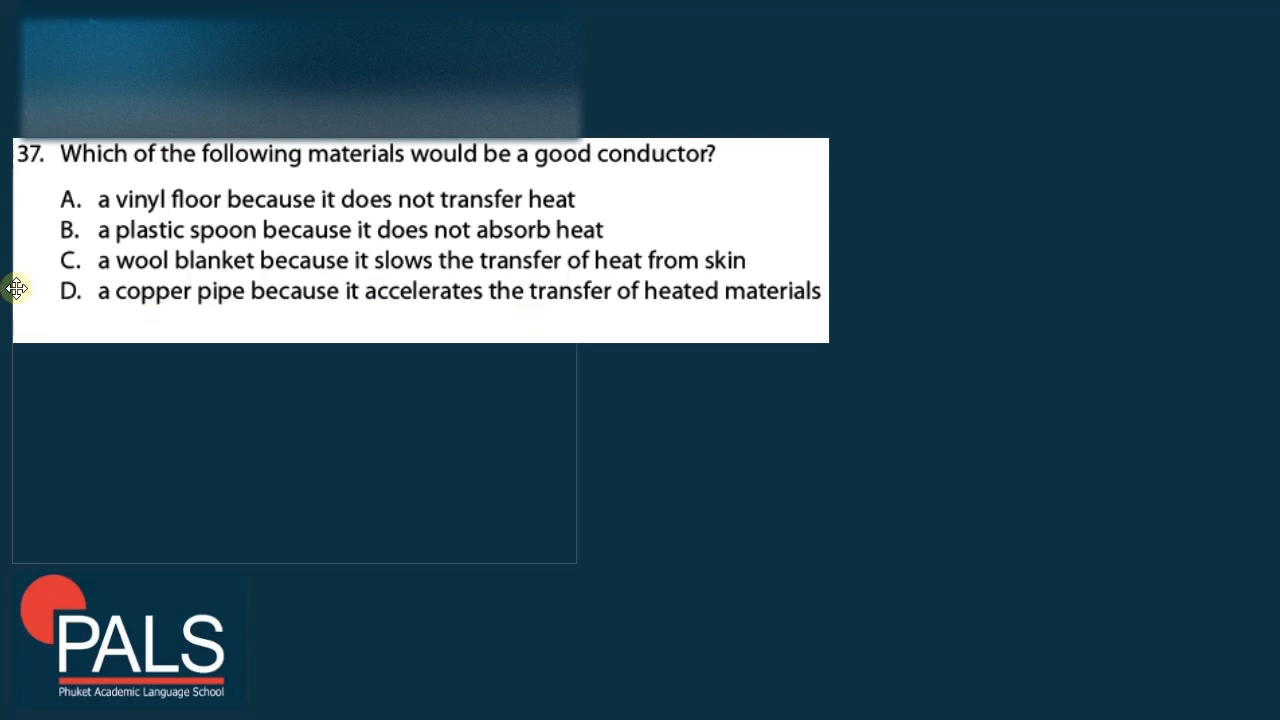 37. Which of the following materials would be a good conductor?
A. a vinyl floor because it does not transfer heat
B. a plastic spoon because it does not absorb heat
C. a wool blanket because it slows the transfer of heat from skin
D. a copper pipe because it accelerates the transfer of heated materials
PALS
Phuket Academic Language School